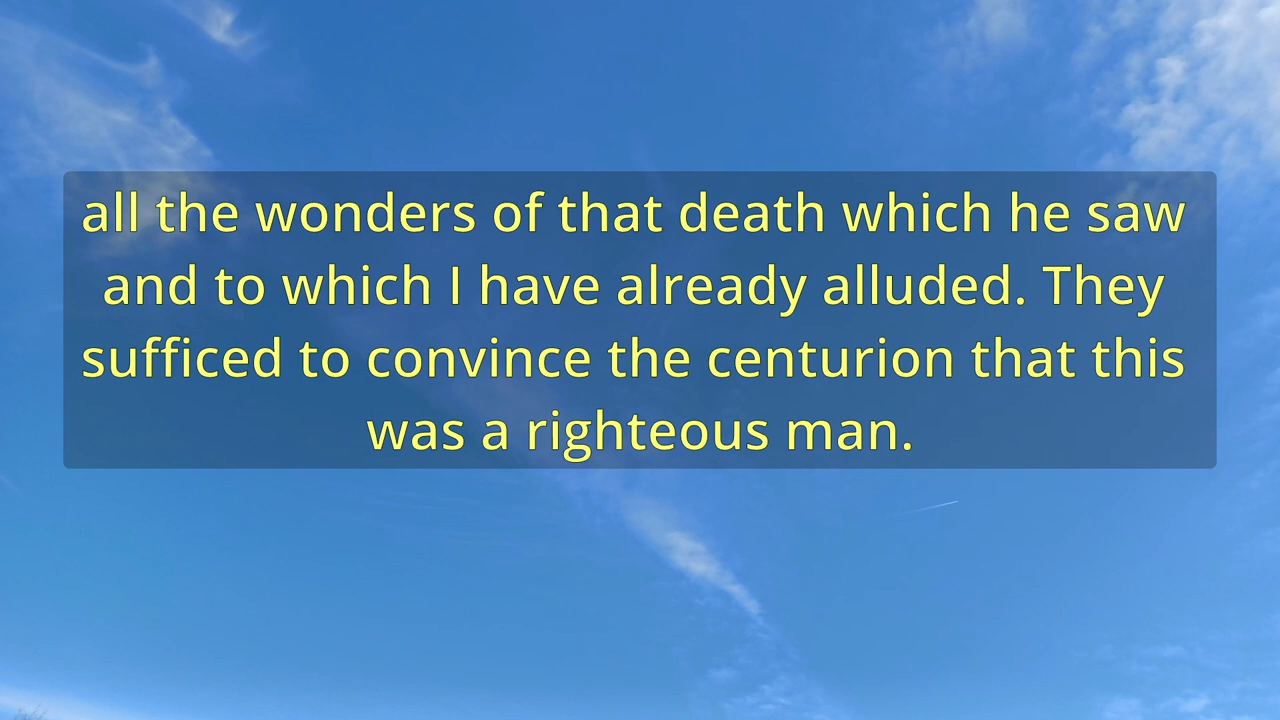 all the wonders of that death which he saw
and to which I have already alluded. They
sufficed to convince the centurion that this
was a righteous man.